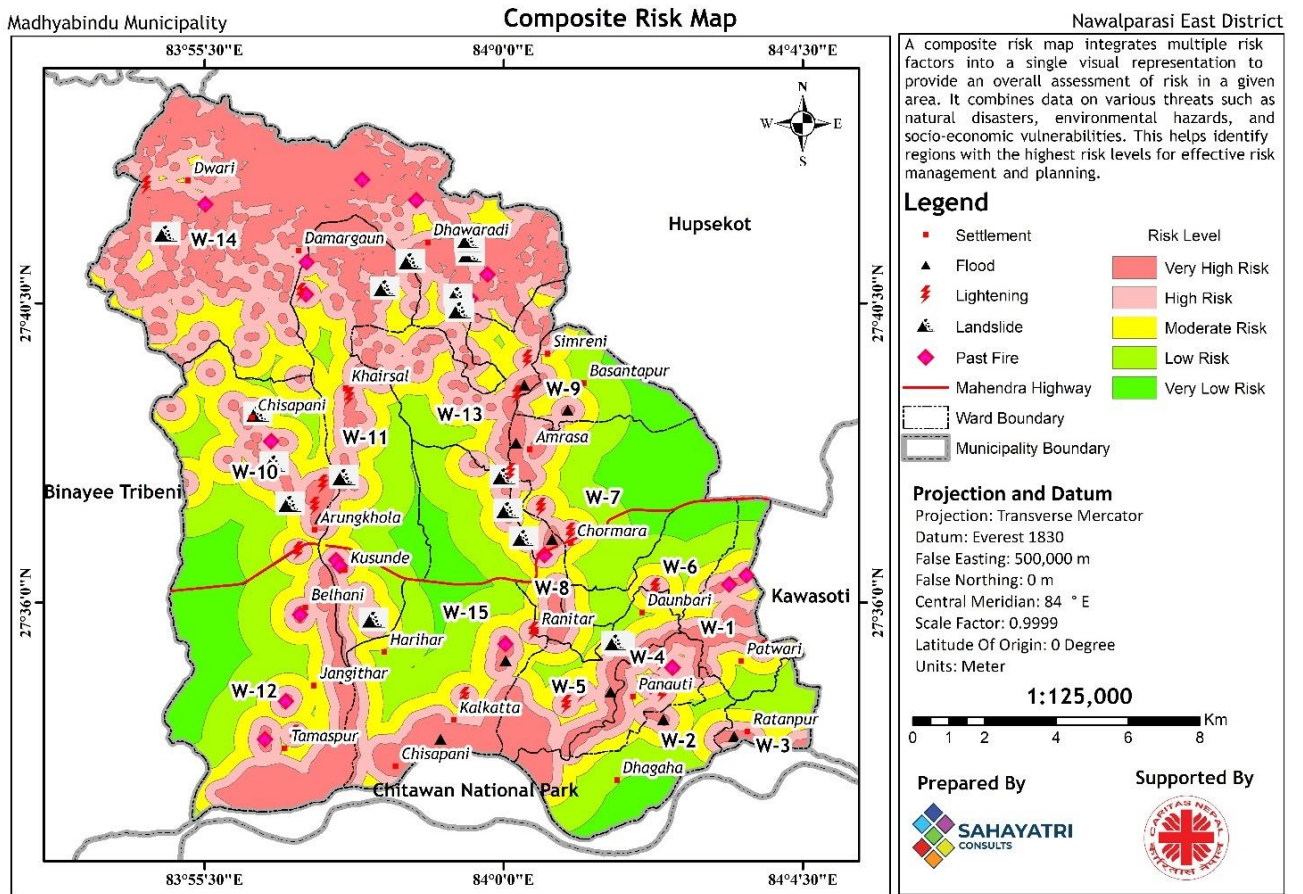 Madhyabindu Municipality
Composite Risk Map
Nawalparasi East District
83°55'30"E
84°0'0"E
84°4'30"E
N
W
E
S
27°40'30"N
27°36'0"N
27°40'30"N
27°36'0"N
Dwari
W-14
Damargaun
Dhawaradi
Hupsekot
Simreni
Basantapur
Khairsal
W-9
Chisapani
W-13
W-11
Amrasa
W-10
Binayee Tribeni
W-7
Arungkhola
Chormara
Kusunde
W-6
W-8
Kawasoti
Belhani
Daunbari
W-15
Ranitar
W-1
Harihar
W-4
Patwari
Jangithar
W-12
W-5
Panauti
Kalkatta
Ratanpur
Tamaspur
W-2
W-3
Chisapani
Dhagaha
Chitawan National Park
83°55'30"E
84°0'0"E
84°4'30"E
A composite risk map integrates multiple risk
factors into a single visual representation to
provide an overall assessment of risk in a given
area. It combines data on various threats such as
natural disasters, environmental hazards, and
socio-economic vulnerabilities. This helps identify
regions with the highest risk levels for effective risk
management and planning.
Legend
Settlement
Flood
Lightening
Landslide
Past Fire
Mahendra Highway
Ward Boundary
Municipality Boundary
Risk Level
Very High Risk
High Risk
Moderate Risk
Low Risk
Very Low Risk
Projection and Datum
Projection: Transverse Mercator
Datum: Everest 1830
False Easting: 500,000 m
False Northing: 0 m
Central Meridian: 84 ° E
Scale Factor: 0.9999
Latitude Of Origin: 0 Degree
Units: Meter
1:125,000
Km
0 1 2 4 6 8
Prepared By
SAHAYATRI
CONSULTS
Supported By
CARITAS NEPAL
कारितास नेपाल